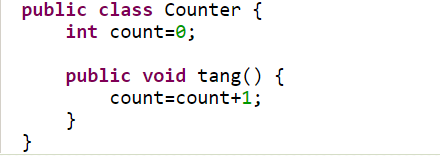 public class Counter {
    int count=0;

    public void tang() {
        count=count+1;
    }
}